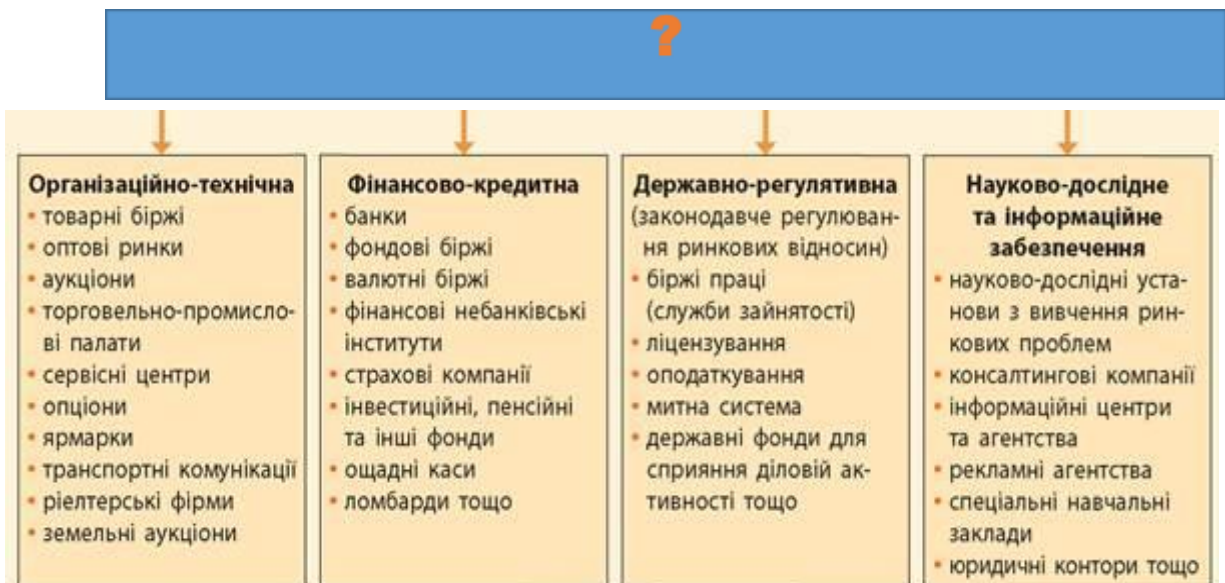 ?
Організаційно-технічна
• товарні біржі
• оптові ринки
• аукціони
• торговельно-промисло-
ві палати
• сервісні центри
• опціони
• ярмарки
• транспортні комунікації
• ріелтерські фірми
• земельні аукціони
Фінансово-кредитна
• банки
• фондові біржі
• валютні біржі
• фінансові небанківські
інститути
• страхові компанії
• інвестиційні, пенсійні
та інші фонди
• ощадні каси
• ломбарди тощо
Державно-регулятивна
(законодавче регулюван-
ня ринкових відносин)
• біржі праці
(служби зайнятості)
• ліцензування
• оподаткування
• митна система
• державні фонди для
сприяння діловій ак-
тивності тощо
Науково-дослідне
та інформаційне
забезпечення
• науково-дослідні уста-
нови з вивчення рин-
кових проблем
• консалтингові компанії
• інформаційні центри
та агентства
• рекламні агентства
• спеціальні навчальні
заклади
• юридичні контори тощо